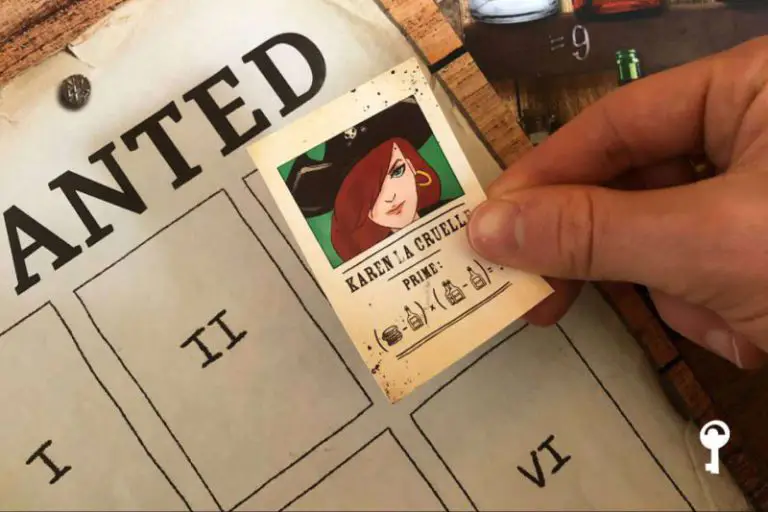 =9
ANTED
KAREN LA CRUELLE
PRIME:
( - ) × ( - ) =
II
I
VI